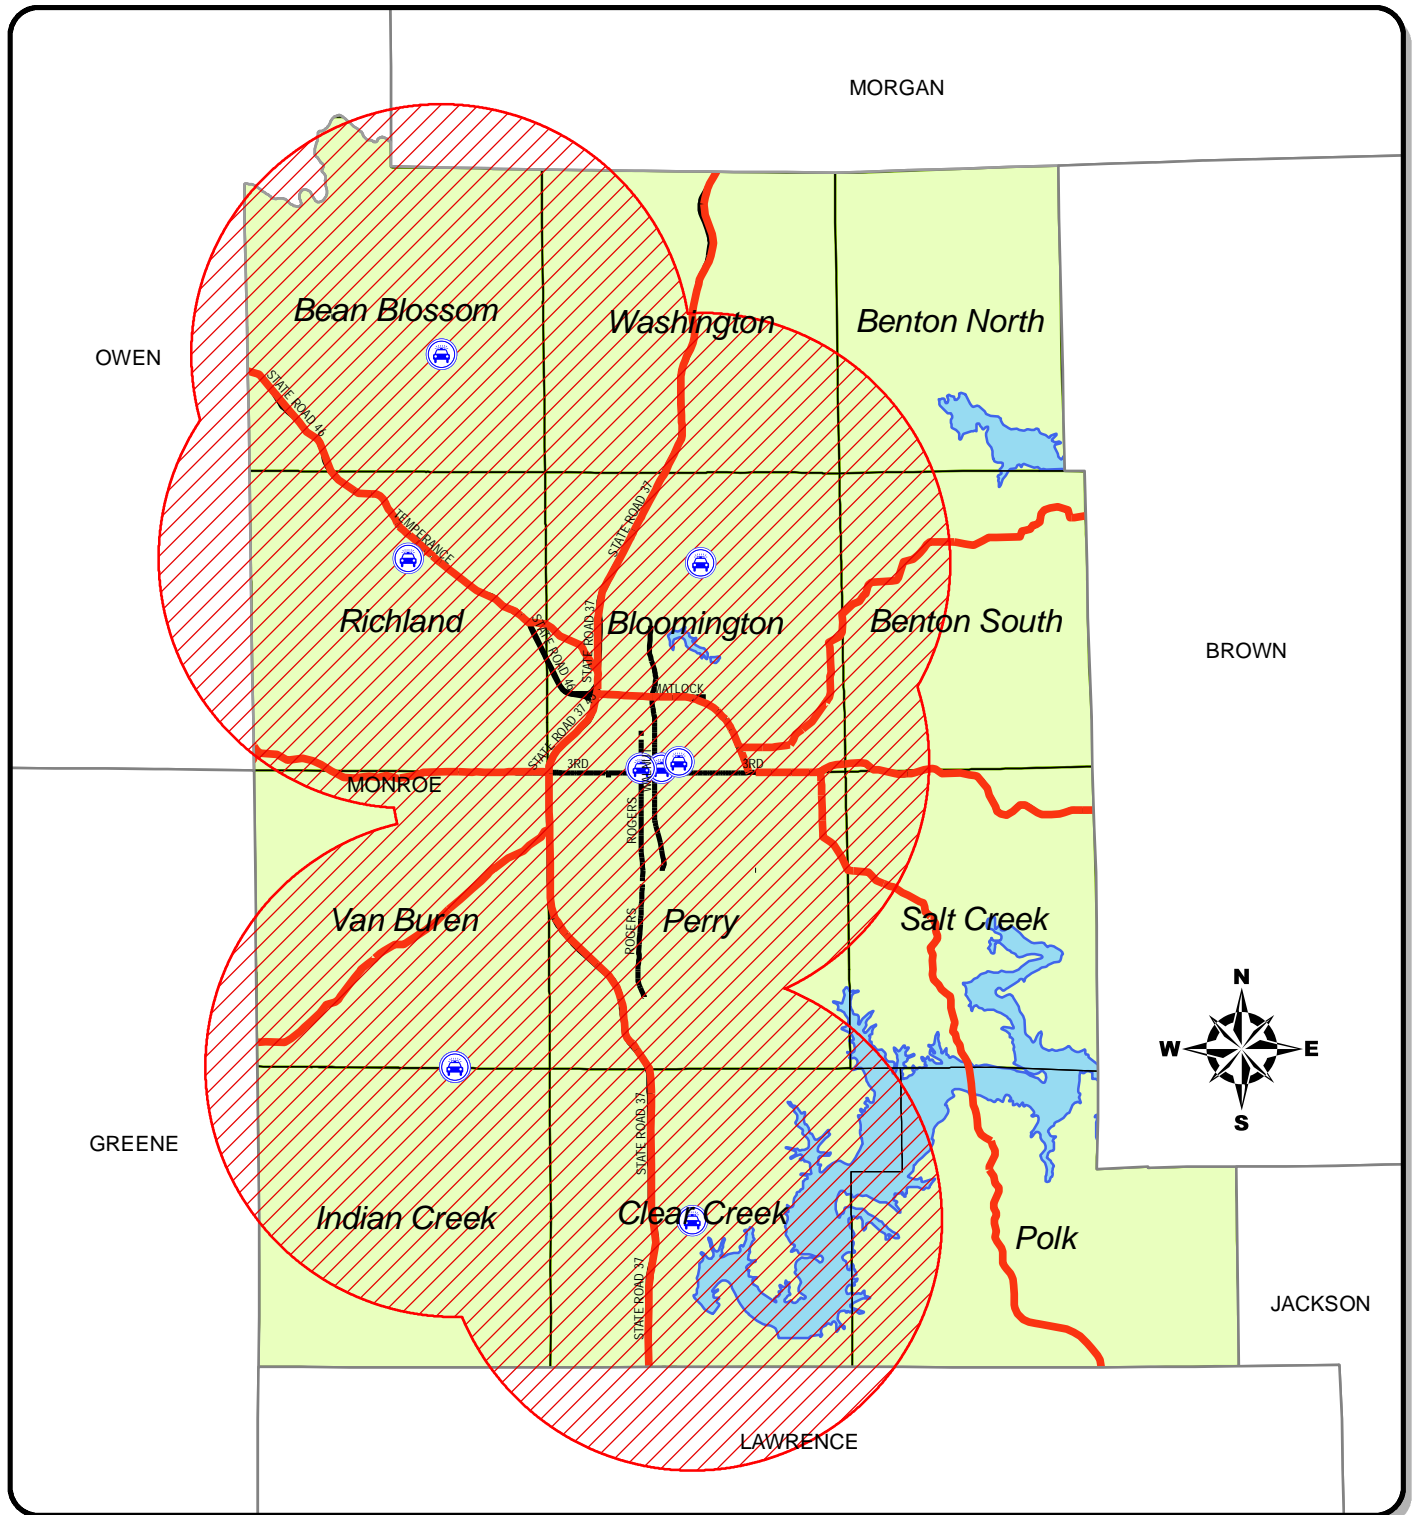 MORGAN
Bean Blossom
Washington
Benton North
OWEN
STATE ROAD 46
STATE ROAD 37
TEMPERANCE
Richland
Bloomington
Benton South
BROWN
STATE ROAD 46
STATE ROAD 37
MATLOCK
STATE ROAD 37
3RD
3RD
MONROE
ROGERS
Van Buren
Perry
Salt Creek
ROGERS
N
W
E
S
GREENE
STATE ROAD 37
Indian Creek
Clear Creek
Polk
STATE ROAD 37
JACKSON
LAWRENCE